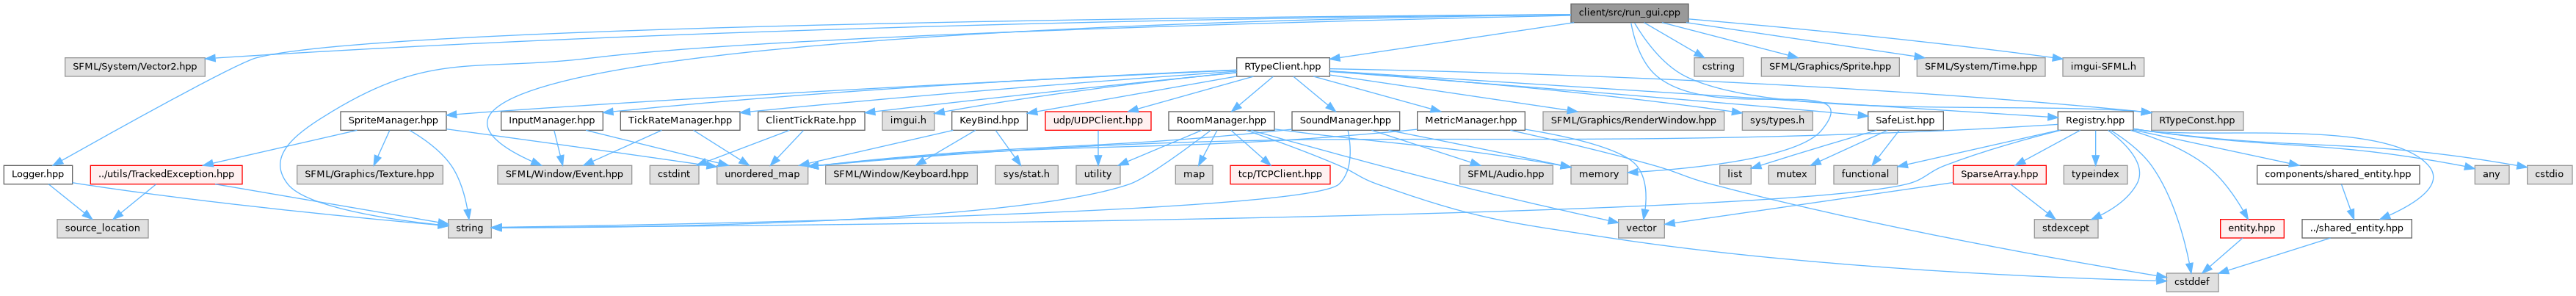 client/src/run_gui.cpp
SFML/System/Vector2.hpp
RTypeClient.hpp
cstring
SFML/Graphics/Sprite.hpp
SFML/System/Time.hpp
imgui-SFML.h
SpriteManager.hpp
InputManager.hpp
TickRateManager.hpp
ClientTickRate.hpp
imgui.h
KeyBind.hpp
udp/UDPClient.hpp
RoomManager.hpp
SoundManager.hpp
MetricManager.hpp
SFML/Graphics/RenderWindow.hpp
sys/types.h
SafeList.hpp
Registry.hpp
RTypeConst.hpp
Logger.hpp
../utils/TrackedException.hpp
SFML/Graphics/Texture.hpp
SFML/Window/Event.hpp
cstdint
unordered_map
SFML/Window/Keyboard.hpp
sys/stat.h
utility
map
tcp/TCPClient.hpp
SFML/Audio.hpp
memory
list
mutex
functional
SparseArray.hpp
typeindex
components/shared_entity.hpp
any
cstdio
source_location
string
vector
stdexcept
entity.hpp
../shared_entity.hpp
cstddef